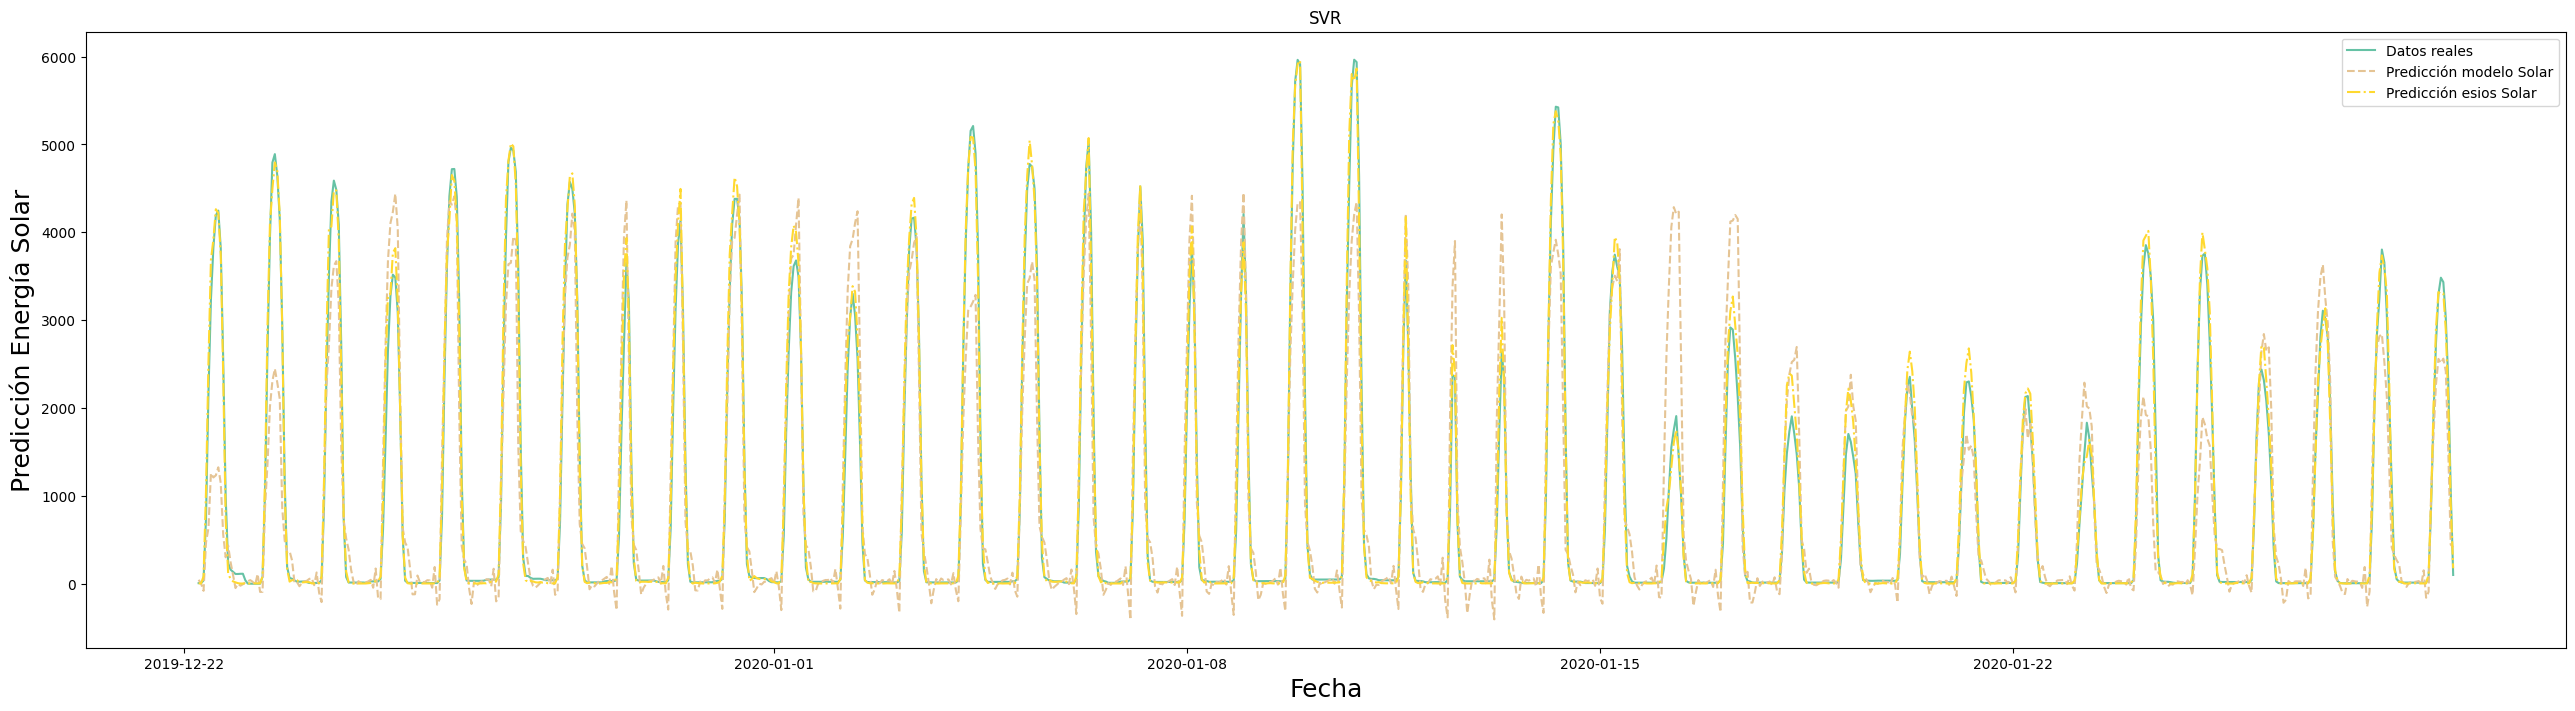 SVR
Datos reales
Predicción modelo Solar
Predicción esios Solar
6000
5000
4000
3000
2000
1000
0
Predicción Energía Solar
2019-12-22
2020-01-01
2020-01-08
2020-01-15
2020-01-22
Fecha